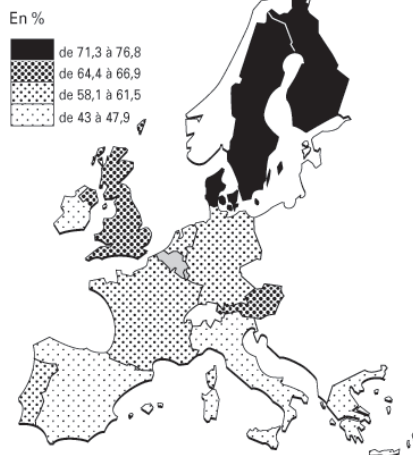 En %
de 71,3 à 76,8
de 64,4 à 66,9
de 58,1 à 61,5
de 43 à 47,9